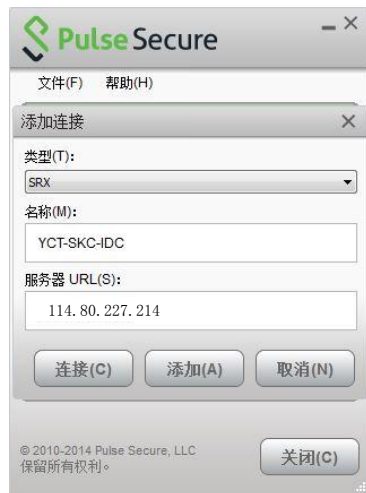 Pulse Secure
文件(F) 帮助(H)
添加连接
类型(T):
SRX
名称(M):
YCT-SKC-IDC
服务器 URL(S):
114.80.227.214
连接(C) 添加(A) 取消(N)
© 2010-2014 Pulse Secure, LLC
保留所有权利。
关闭(C)